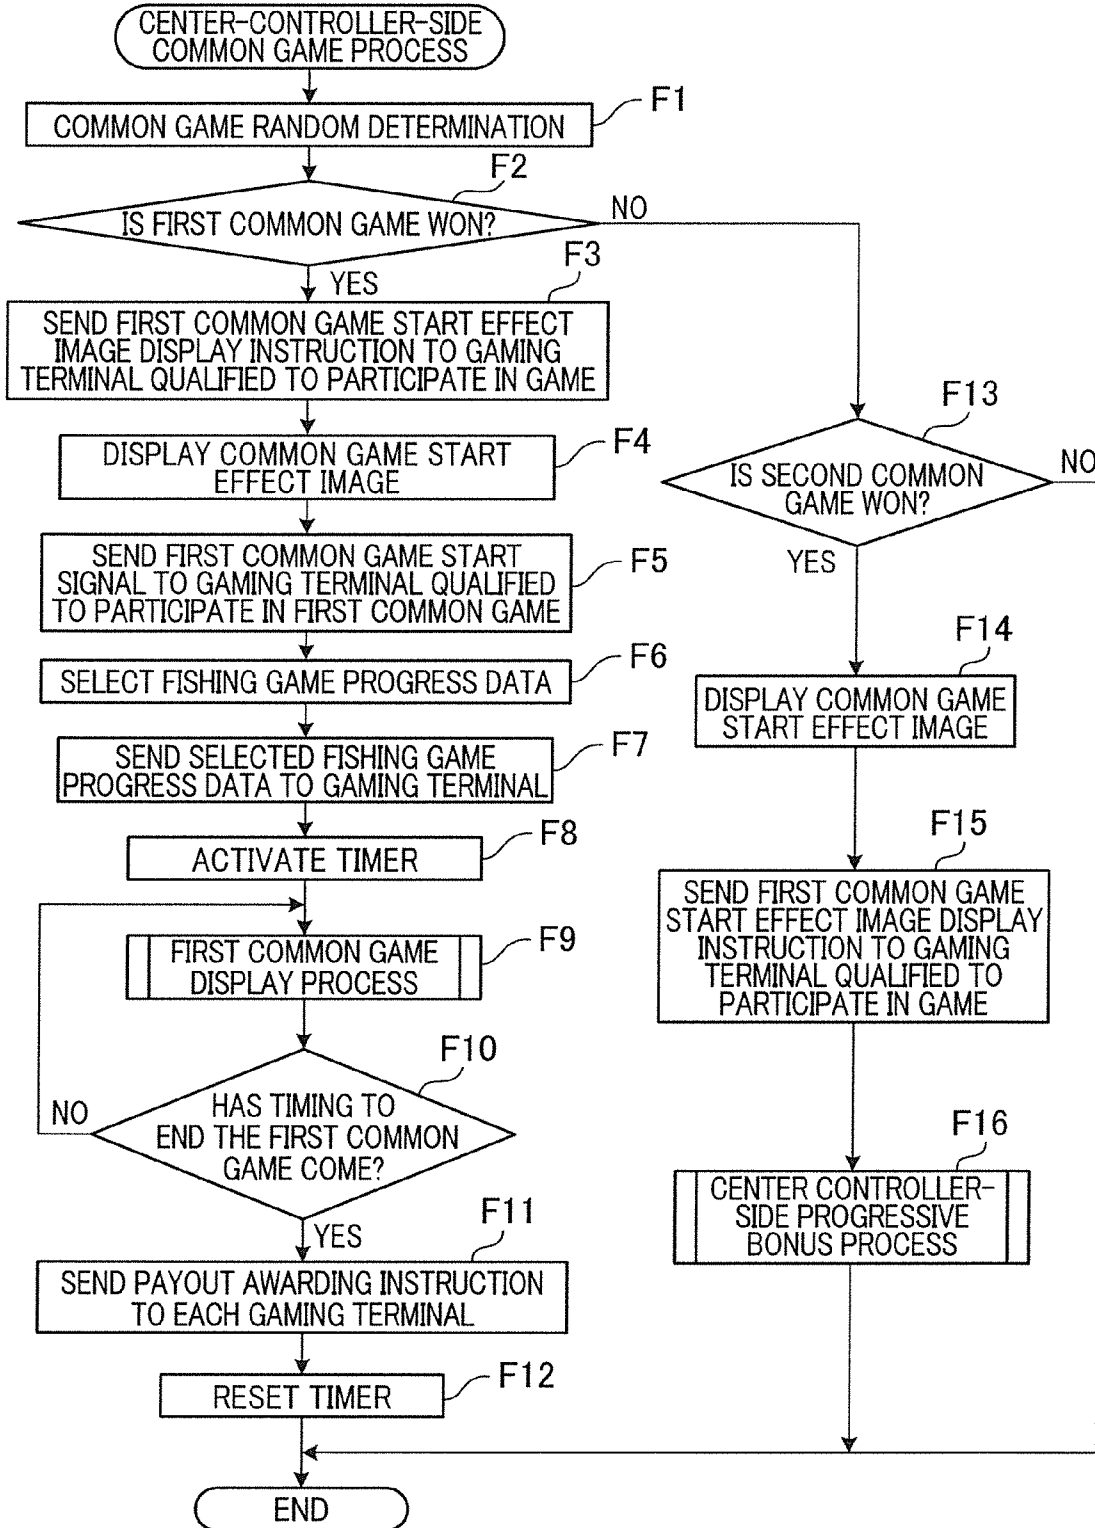 CENTER-CONTROLLER-SIDE
COMMON GAME PROCESS
F1
COMMON GAME RANDOM DETERMINATION
F2
IS FIRST COMMON GAME WON?
NO
YES
F3
SEND FIRST COMMON GAME START EFFECT
IMAGE DISPLAY INSTRUCTION TO GAMING
TERMINAL QUALIFIED TO PARTICIPATE IN GAME
F4
DISPLAY COMMON GAME START
EFFECT IMAGE
F5
SEND FIRST COMMON GAME START
SIGNAL TO GAMING TERMINAL QUALIFIED
TO PARTICIPATE IN FIRST COMMON GAME
F6
SELECT FISHING GAME PROGRESS DATA
F7
SEND SELECTED FISHING GAME
PROGRESS DATA TO GAMING TERMINAL
F8
ACTIVATE TIMER
F9
FIRST COMMON GAME
DISPLAY PROCESS
F10
HAS TIMING TO
END THE FIRST COMMON
GAME COME?
NO
YES
F11
SEND PAYOUT AWARDING INSTRUCTION
TO EACH GAMING TERMINAL
F12
RESET TIMER
END
F13
IS SECOND COMMON
GAME WON?
NO
YES
F14
DISPLAY COMMON GAME
START EFFECT IMAGE
F15
SEND FIRST COMMON GAME
START EFFECT IMAGE DISPLAY
INSTRUCTION TO GAMING
TERMINAL QUALIFIED TO
PARTICIPATE IN GAME
F16
CENTER CONTROLLER-
SIDE PROGRESSIVE
BONUS PROCESS